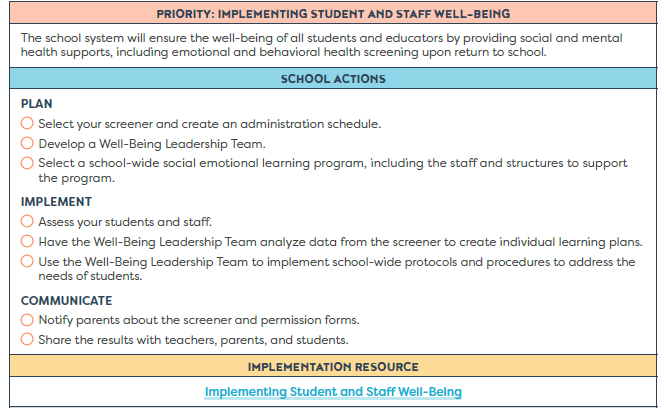 PRIORITY: IMPLEMENTING STUDENT AND STAFF WELL-BEING
The school system will ensure the well-being of all students and educators by providing social and mental
health supports, including emotional and behavioral health screening upon return to school.
SCHOOL ACTIONS
PLAN
Select your screener and create an administration schedule.
Develop a Well-Being Leadership Team.
Select a school-wide social emotional learning program, including the staff and structures to support
the program.
IMPLEMENT
Assess your students and staff.
Have the Well-Being Leadership Team analyze data from the screener to create individual learning plans.
Use the Well-Being Leadership Team to implement school-wide protocols and procedures to address the
needs of students.
COMMUNICATE
Notify parents about the screener and permission forms.
Share the results with teachers, parents, and students.
IMPLEMENTATION RESOURCE
Implementing Student and Staff Well-Being